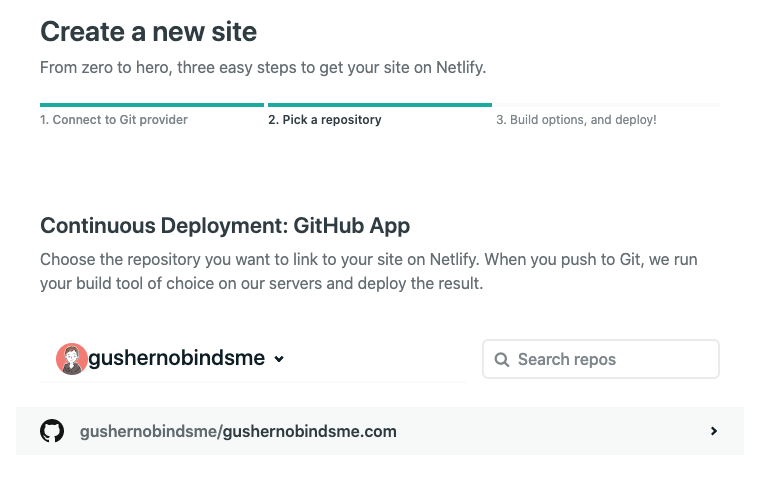 Create a new site
From zero to hero, three easy steps to get your site on Netlify.
1. Connect to Git provider
2. Pick a repository
3. Build options, and deploy!
Continuous Deployment: GitHub App
Choose the repository you want to link to your site on Netlify. When you push to Git, we run
your build tool of choice on our servers and deploy the result.
gushernobindsme
Search repos
gushernobindsme/gushernobindsme.com